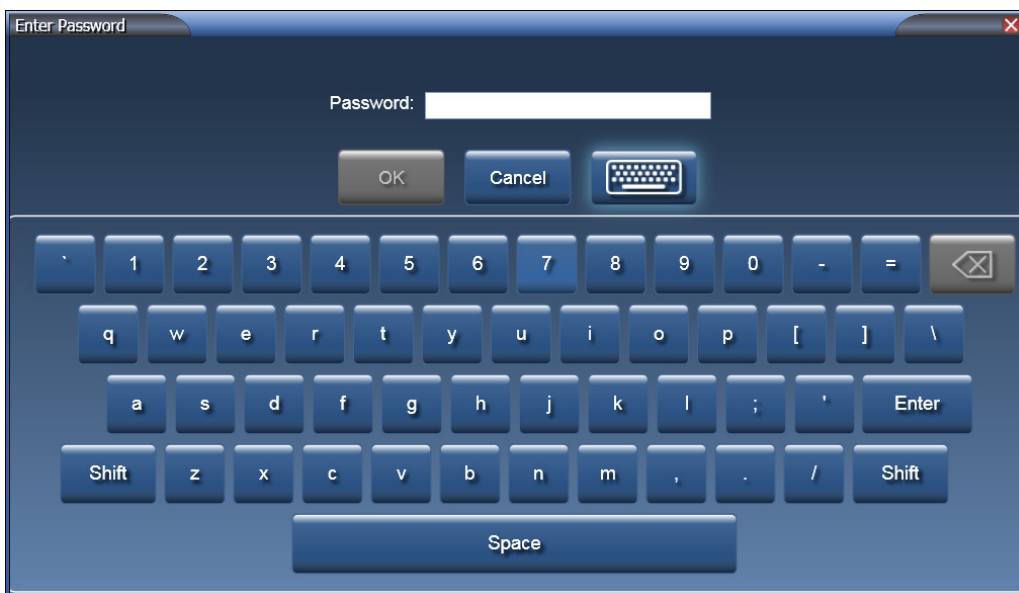 Enter Password
Password:
OK Cancel
` 1 2 3 4 5 6 7 8 9 0 - =
q w e r t y u i o p [ ] \
a s d f g h j k l ; ' Enter
Shift z x c v b n m , . / Shift
Space